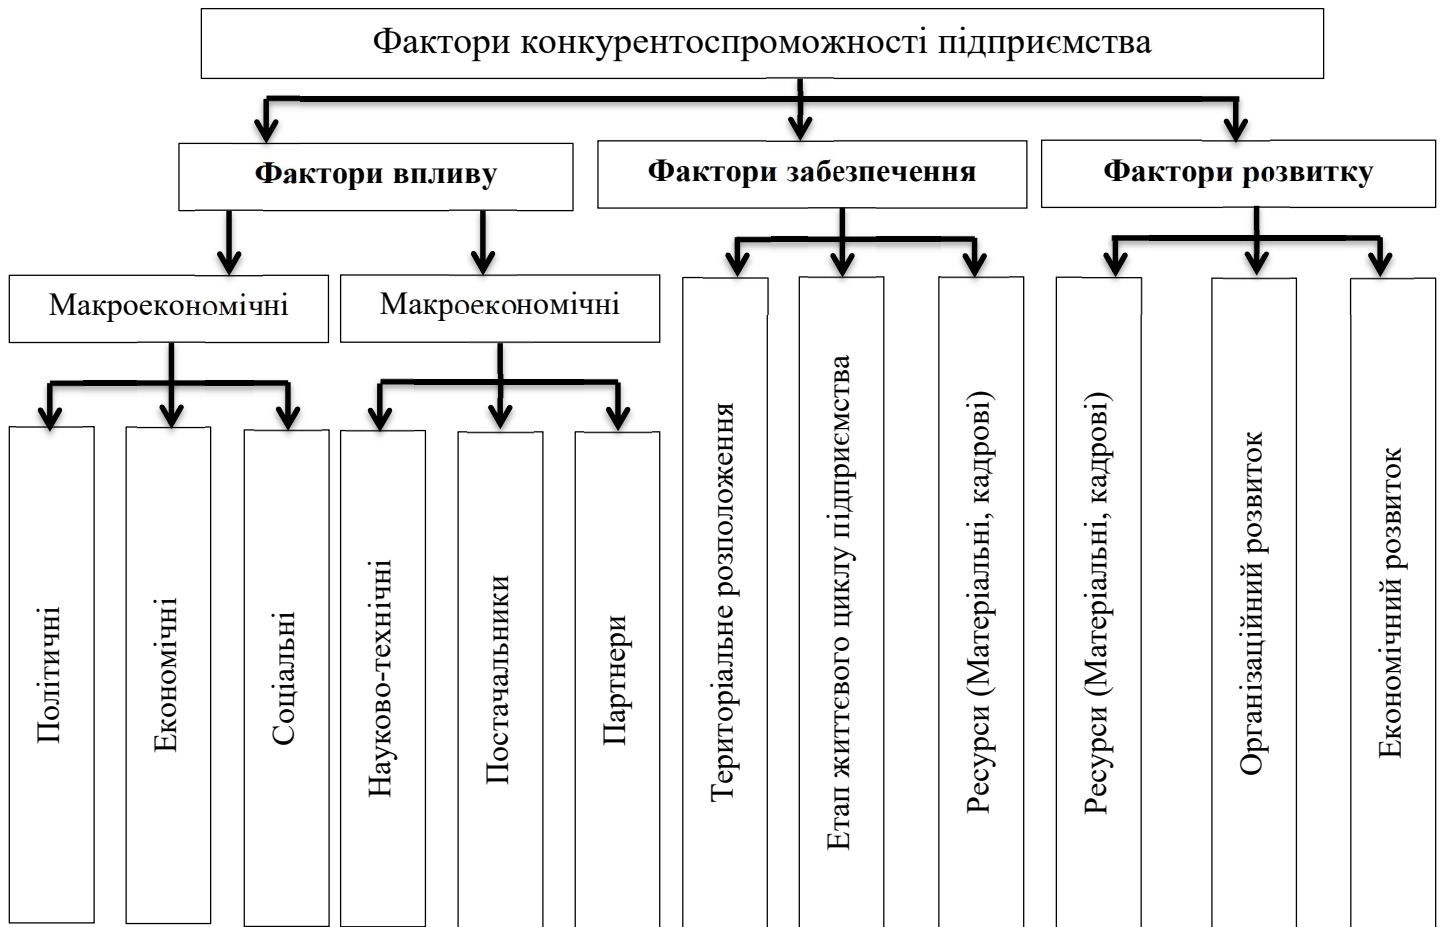 Фактори конкурентоспроможності підприємства
Фактори впливу
Фактори забезпечення
Фактори розвитку
Макроекономічні
Макроекономічні
Політичні
Економічні
Соціальні
Науково-технічні
Постачальники
Партнери
Територіальне розположення
Етап життєвого циклу підприємства
Ресурси (Матеріальні, кадрові)
Ресурси (Матеріальні, кадрові)
Організаційний розвиток
Економічний розвиток